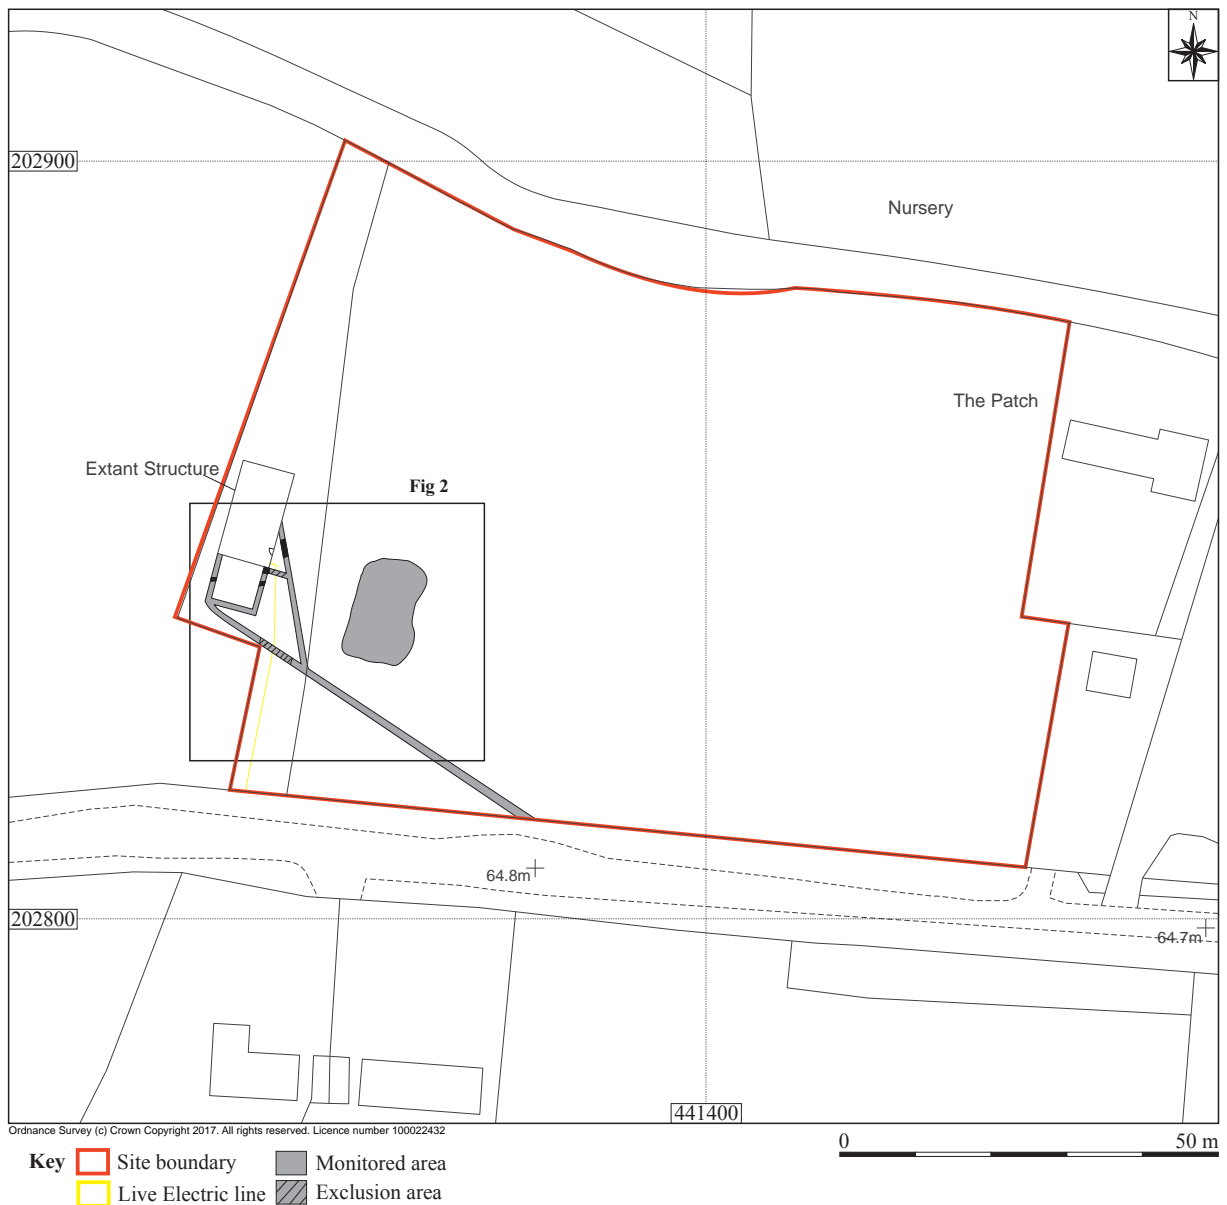 N
202900
Nursery
The Patch
Extant Structure
Fig 2
64.8m
202800
64.7m
441400
Ordnance Survey (c) Crown Copyright 2017. All rights reserved. Licence number 100022432
0 50 m
Key Site boundary Monitored area
Live Electric line Exclusion area